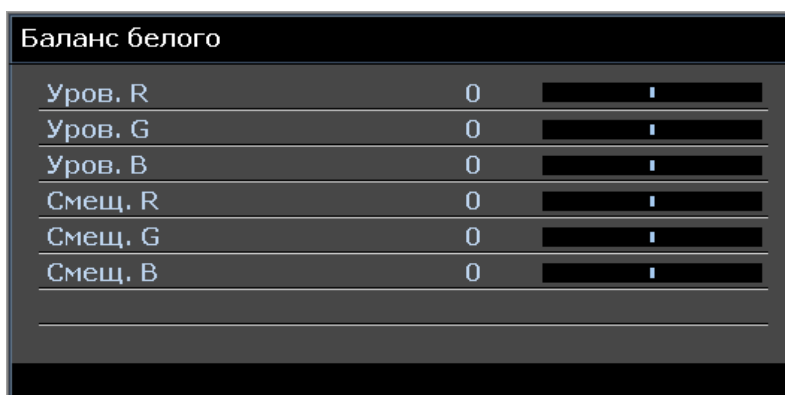 Баланс белого
Уров. R 0
Уров. G 0
Уров. B 0
Смещ. R 0
Смещ. G 0
Смещ. B 0